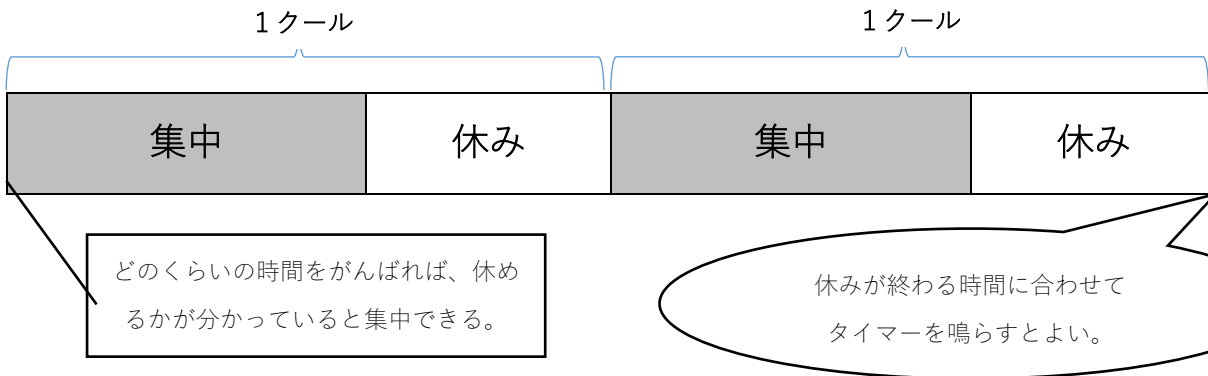 １クール
１クール
集中
休み
集中
休み
どのくらいの時間をがんばれば、休め
るかが分かっていると集中できる。
休みが終わる時間に合わせて
タイマーを鳴らすとよい。